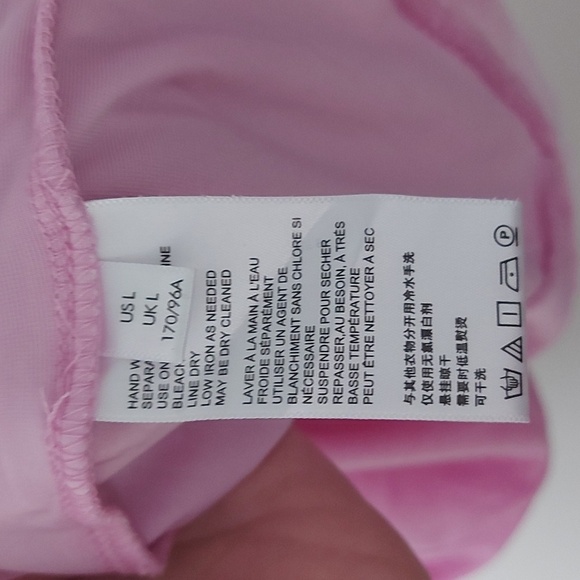 US L
UK L
170/96A
HAND W
SEPARA
USE ON
BLEACH
LINE DRY
LOW IRON AS NEEDED
MAY BE DRY CLEANED
LAVER À LA MAIN À L'EAU
FROIDE SÉPARÉMENT
UTILISER UN AGENT DE
BLANCHIMENT SANS CHLORE SI
NÉCESSAIRE
SUSPENDRE POUR SÉCHER
REPASSER,AU BESOIN, À TRÈS
BASSE TEMPÉRATURE
PEUT ÊTRE NETTOYER À SEC
与其他衣物分开用冷水手洗
仅使用无氯漂白剂
悬挂晾干
需要时低温熨烫
可干洗
P